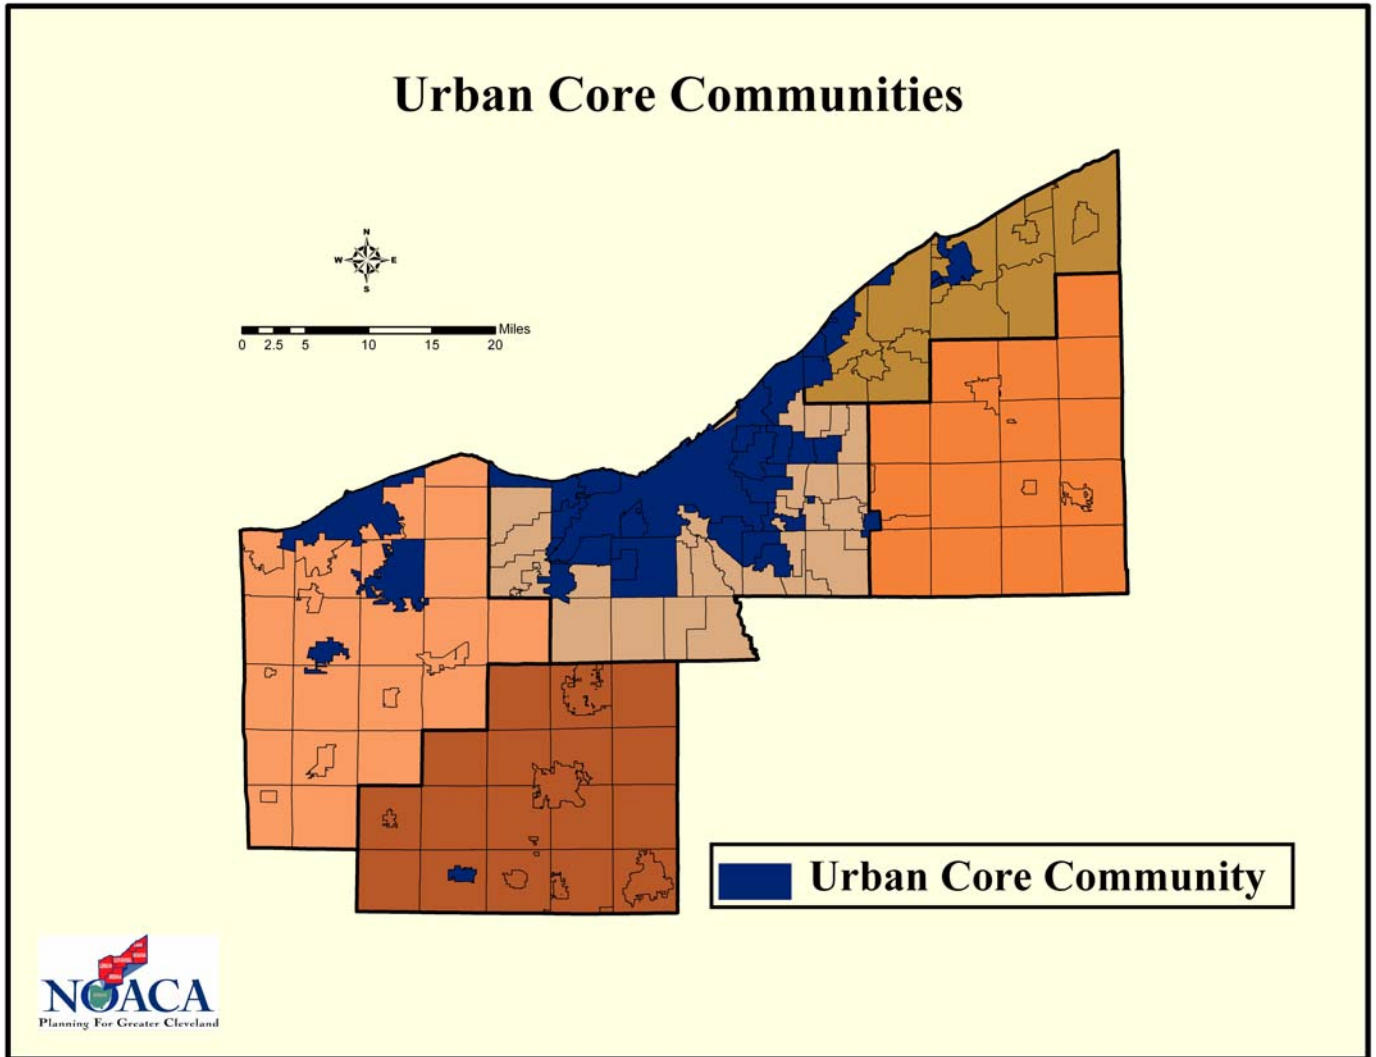 Urban Core Communities
N
W E
S
Miles
0 2.5 5 10 15 20
Urban Core Community
NOACA
Planning For Greater Cleveland